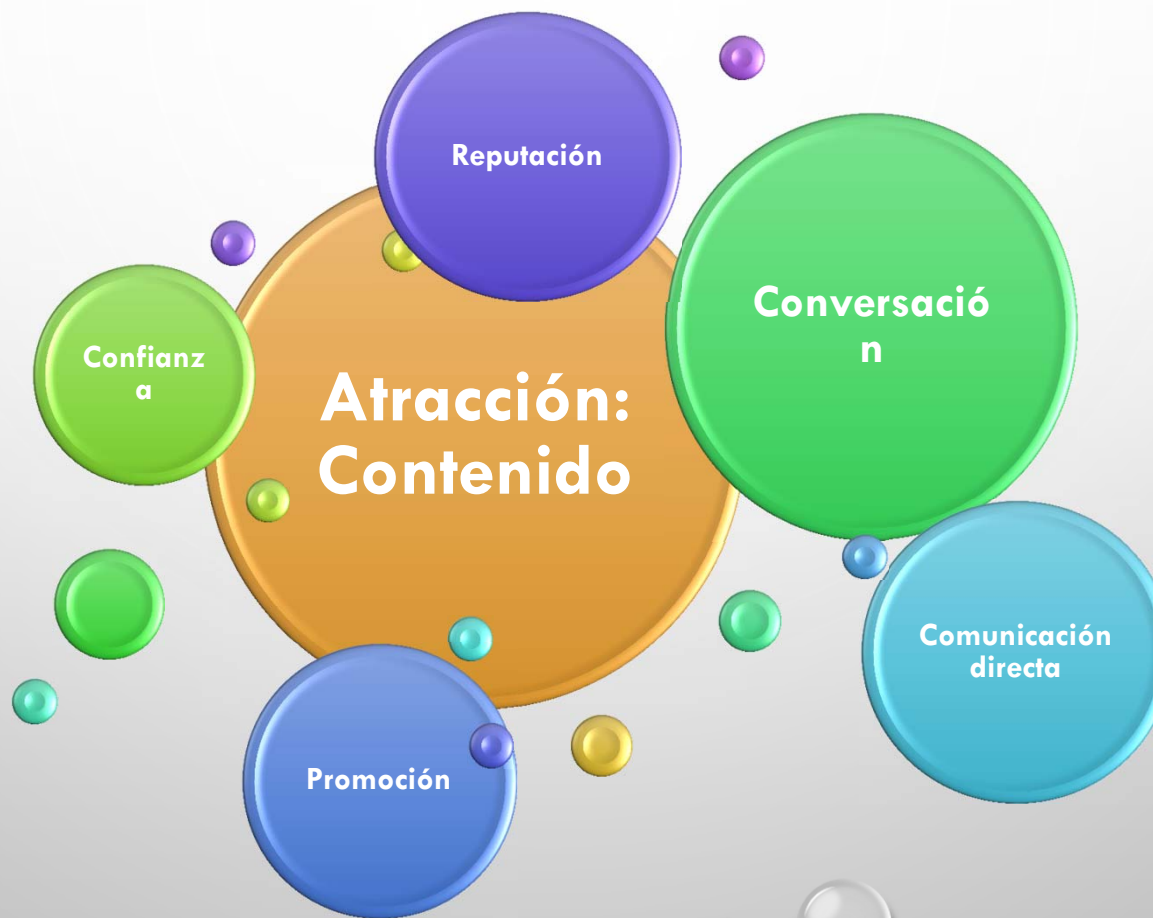 Reputación
Conversació
n
Confianz
a
Atracción:
Contenido
Comunicación
directa
Promoción